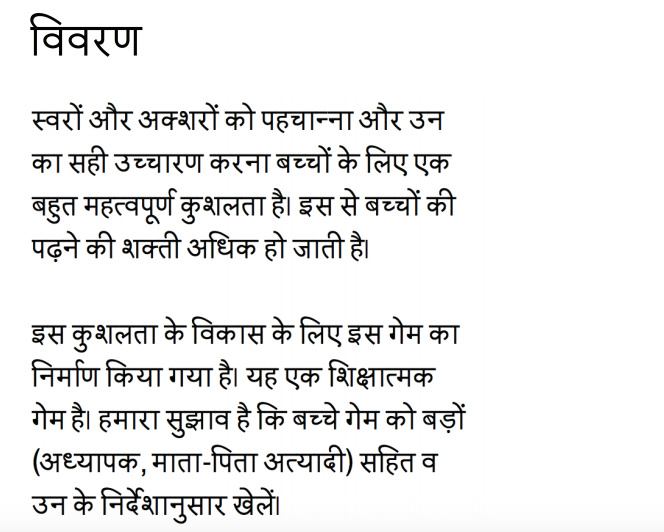 विवरण
स्वरों और अक्शरों को पहचान्ना और उन
का सही उच्चारण करना बच्चों के लिए एक
बहुत महत्वपूर्ण कुशलता है। इस से बच्चों की
पढ़ने की शक्ती अधिक हो जाती है।
इस कुशलता के विकास के लिए इस गेम का
निर्माण किया गया है। यह एक शिक्षात्मक
गेम है। हमारा सुझाव है कि बच्चे गेम को बड़ों
(अध्यापक, माता-पिता अत्यादी) सहित व
उन के निर्देशानुसार खेलें।